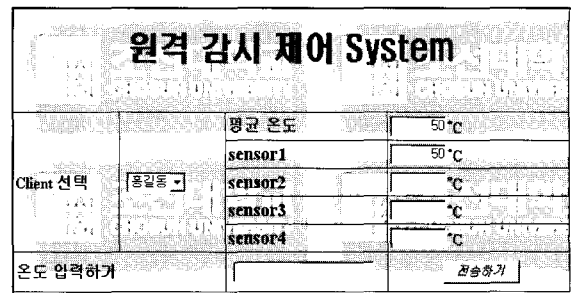 원격 감시 제어 System
평균 온도 50 ℃
sensor1 50 ℃
Client 선택 홍길동 sensor2 ℃
sensor3 ℃
sensor4 ℃
온도 입력하기 전송하기